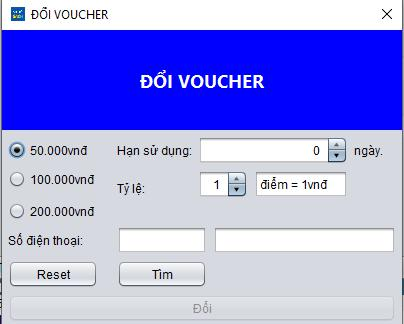 ĐỔI VOUCHER
ĐỔI VOUCHER
50.000vnđ
Hạn sử dụng: 0 ngày.
100.000vnđ
Tỷ lệ: 1 điểm = 1vnđ
200.000vnđ
Số điện thoại:
Reset Tìm
Đổi